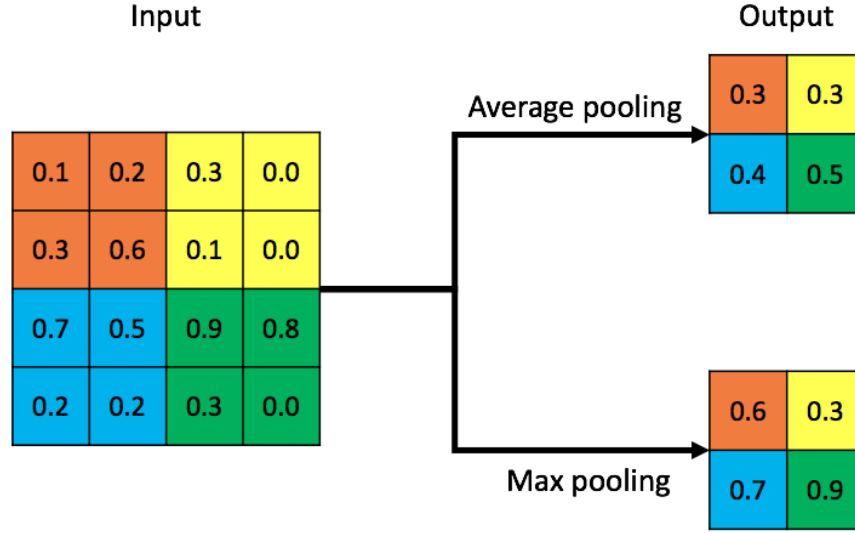 Input
Output
0.1 0.2 0.3 0.0
0.3 0.6 0.1 0.0
0.7 0.5 0.9 0.8
0.2 0.2 0.3 0.0
Average pooling
0.3 0.3
0.4 0.5
Max pooling
0.6 0.3
0.7 0.9